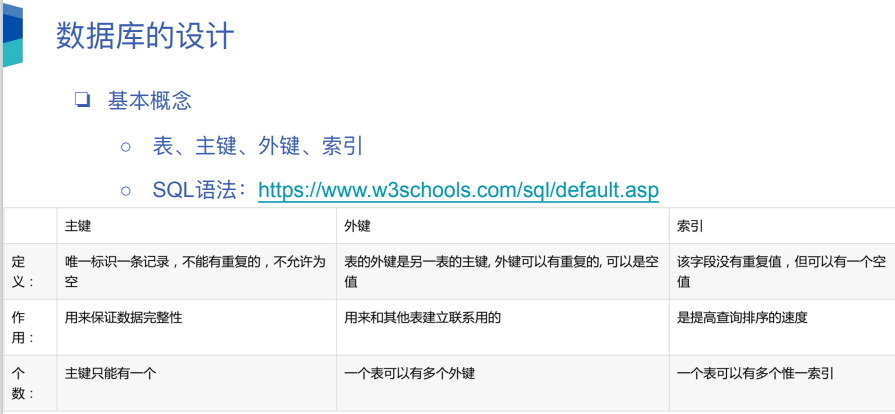 数据库的设计
❏ 基本概念
○ 表、主键、外键、索引
○ SQL语法：https://www.w3schools.com/sql/default.asp
主键 外键 索引
定义： 唯一标识一条记录，不能有重复的，不允许为空 表的外键是另一表的主键, 外键可以有重复的, 可以是空值 该字段没有重复值，但可以有一个空值
作用： 用来保证数据完整性 用来和其他表建立联系用的 是提高查询排序的速度
个数： 主键只能有一个 一个表可以有多个外键 一个表可以有多个惟一索引